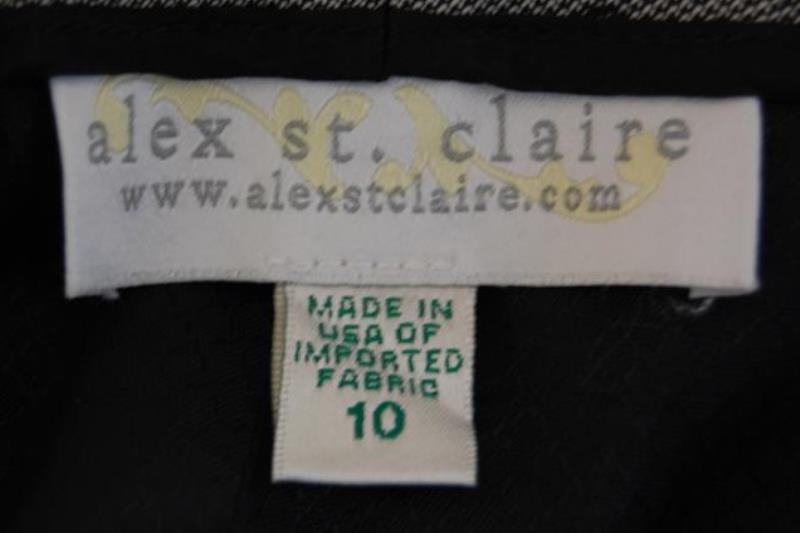 alex st. claire
www.alexstclaire.com
MADE IN
USA OF
IMPORTED
FABRIC
10